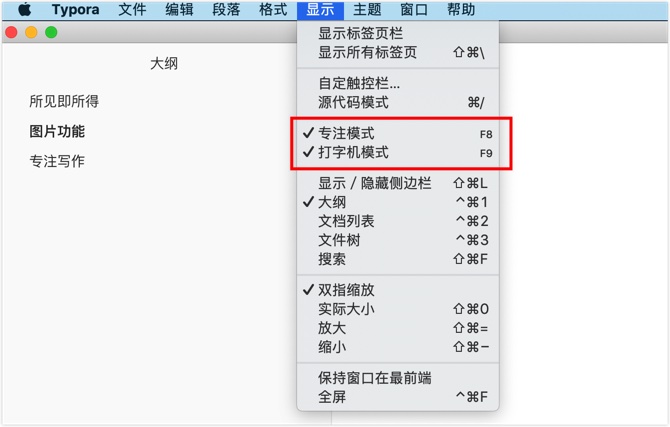 Typora 文件 编辑 段落 格式 显示 主题 窗口 帮助
大纲
所见即所得
图片功能
专注写作
显示标签页栏
显示所有标签页 ⇧⌘\
自定触控栏...
源代码模式 ⌘/
✓ 专注模式 F8
✓ 打字机模式 F9
显示 / 隐藏侧边栏 ⇧⌘L
✓ 大纲 ^⌘1
文档列表 ^⌘2
文件树 ^⌘3
搜索 ⇧⌘F
✓ 双指缩放
实际大小 ⇧⌘0
放大 ⇧⌘=
缩小 ⇧⌘−
保持窗口在最前端
全屏 ^⌘F